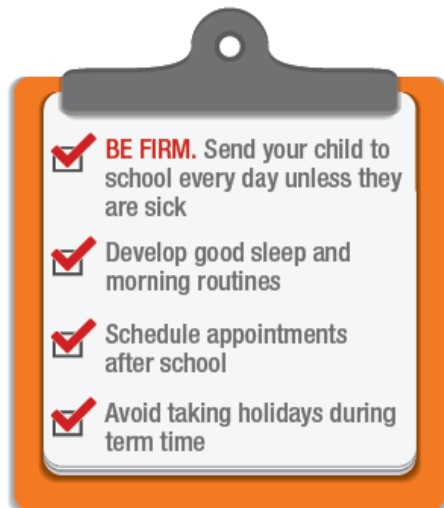 BE FIRM. Send your child to
school every day unless they
are sick
Develop good sleep and
morning routines
Schedule appointments
after school
Avoid taking holidays during
term time